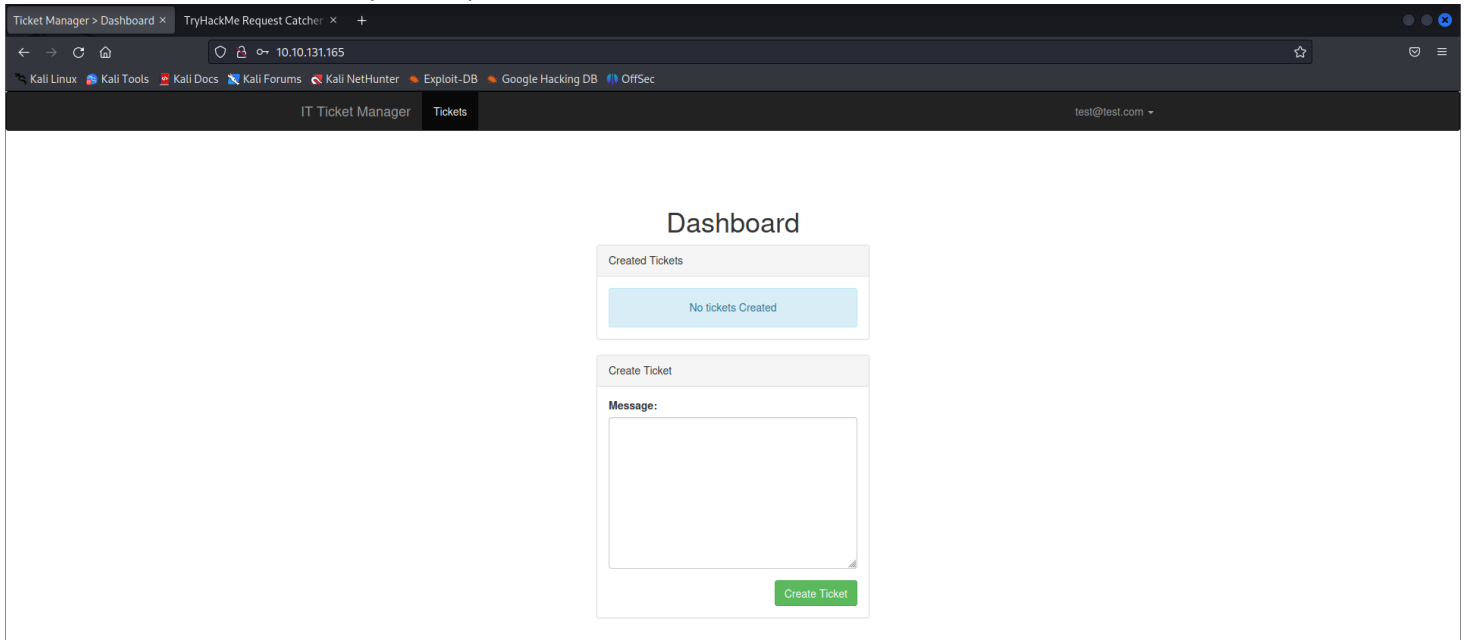 Ticket Manager > Dashboard × TryHackMe Request Catcher × +
10.10.131.165
Kali Linux Kali Tools Kali Docs Kali Forums Kali NetHunter Exploit-DB Google Hacking DB OffSec
IT Ticket Manager Tickets test@test.com
Dashboard
Created Tickets
No tickets Created
Create Ticket
Message:
Create Ticket